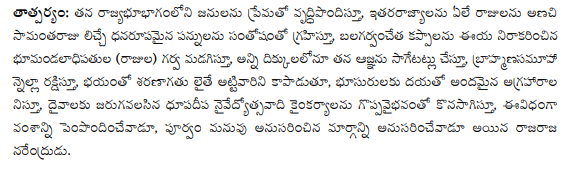 తాత్పర్యం: తన రాజ్యభూభాగంలోని జనులను ప్రేమతో వృద్ధిపొందిస్తూ, ఇతరరాజ్యాలను ఏలే రాజులను ఆణచి
సామంతరాజు లిచ్చే ధనరూపమైన పన్నులను సంతోషంతో గ్రహిస్తూ, బలగర్వంచేత కప్పాలను ఈయ నిరాకరించిన
భూమండలాధిపతుల (రాజుల) గర్వ మడగిస్తూ, అన్ని దిక్కులలోనూ తన ఆజ్ఞను సాగేటట్లు చేస్తూ, బ్రాహ్మణసమూహా
న్నెల్లా రక్షిస్తూ, భయంతో శరణాగతు లైతే అట్టివారిని కాపాడుతూ, భూసురులకు దయతో అందమైన అగ్రహారాల
నిస్తూ, దైవాలకు జరుగవలసిన ధూపదీప నైవేద్యోత్సవాది కైంకర్యాలను గొప్పవైభవంతో కొనసాగిస్తూ, ఈవిధంగా
వంశాన్ని పెంపొందించేవాడూ, పూర్వం మనువు అనుసరించిన మార్గాన్ని అనుసరించేవాడూ అయిన రాజరాజ
నరేంద్రుడు.